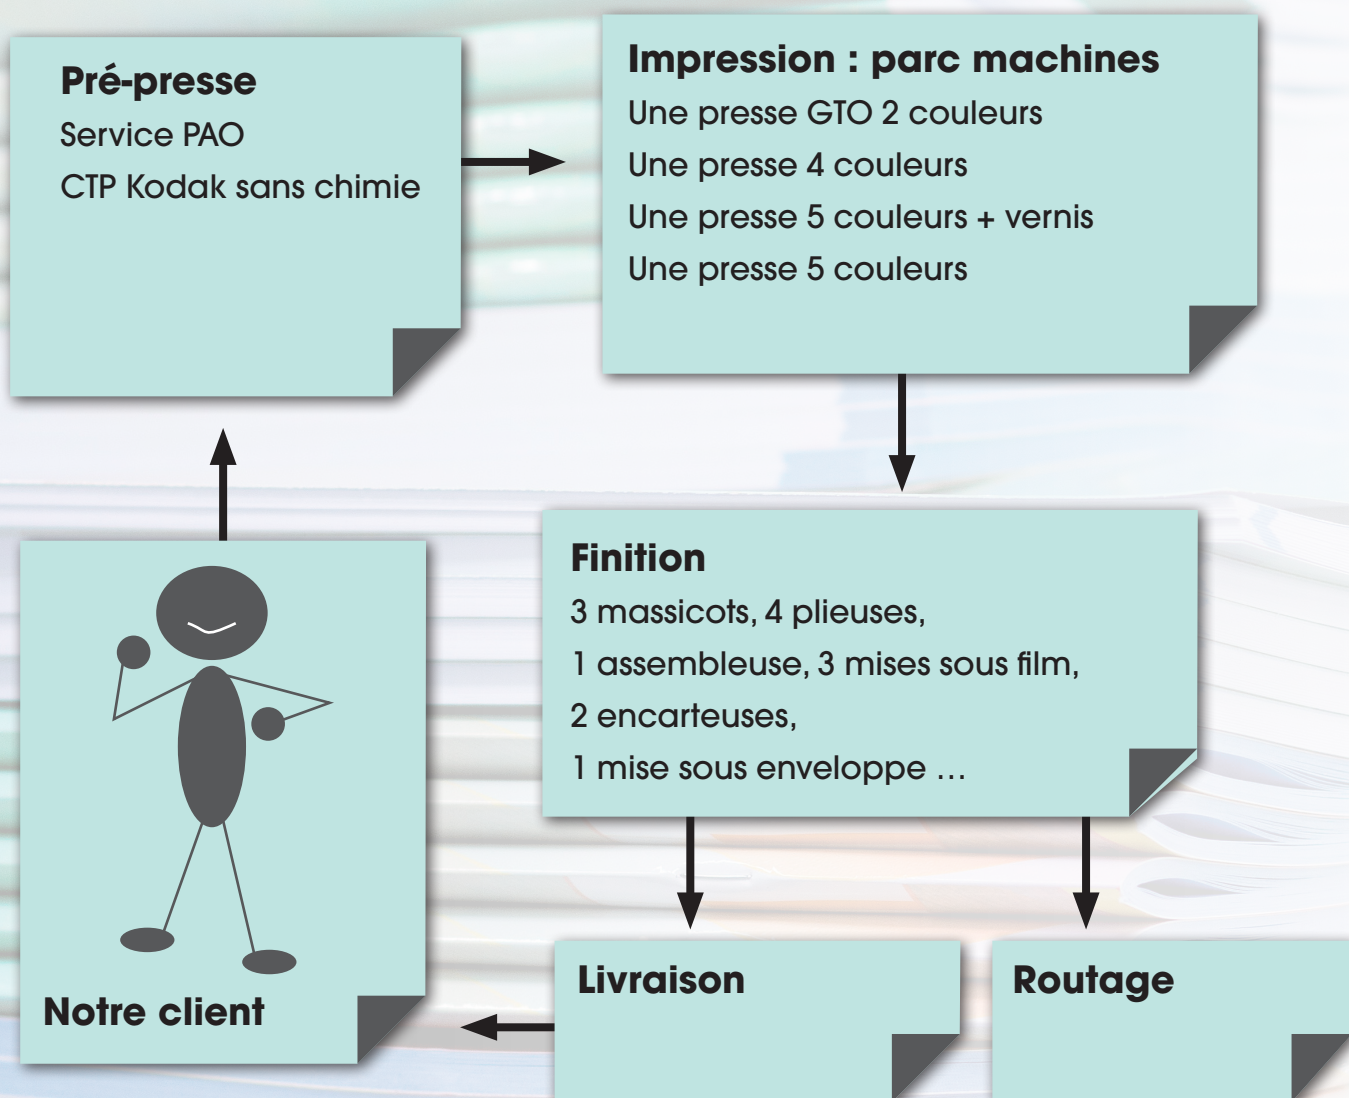 Pré-presse
Service PAO
CTP Kodak sans chimie
Impression : parc machines
Une presse GTO 2 couleurs
Une presse 4 couleurs
Une presse 5 couleurs + vernis
Une presse 5 couleurs
Finition
3 massicots, 4 plieuses,
1 assembleuse, 3 mises sous film,
2 encarteuses,
1 mise sous enveloppe …
Notre client
Livraison
Routage